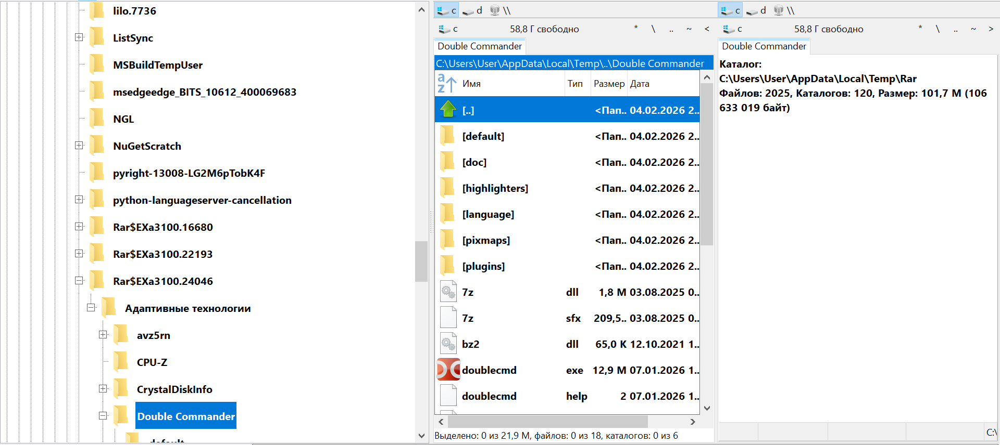 lilo.7736
ListSync
MSBuildTempUser
msedgeedge_BITS_10612_400069683
NGL
NuGetScratch
pyright-13008-LG2M6pTobK4F
python-languageserver-cancellation
Rar$EXa3100.16680
Rar$EXa3100.22193
Rar$EXa3100.24046
Адаптивные технологии
avz5rn
CPU-Z
CrystalDiskInfo
Double Commander
default
c d \\
c 58,8 Г свободно * \ .. ~ <
Double Commander
C:\Users\User\AppData\Local\Temp\..\Double Commander
a z Имя Тип Размер Дата
[..] <Пап.. 04.02.2026 2..
[default] <Пап.. 04.02.2026 2..
[doc] <Пап.. 04.02.2026 2..
[highlighters] <Пап.. 04.02.2026 2..
[language] <Пап.. 04.02.2026 2..
[pixmaps] <Пап.. 04.02.2026 2..
[plugins] <Пап.. 04.02.2026 2..
7z dll 1,8 M 03.08.2025 0..
7z sfx 209,5.. 03.08.2025 0..
bz2 dll 65,0 K 12.10.2021 1..
doublecmd exe 12,9 M 07.01.2026 1..
doublecmd help 2 07.01.2026 1..
Выделено: 0 из 21,9 M, файлов: 0 из 18, каталогов: 0 из 6
c d \\
c 58,8 Г свободно * \ .. ~ >
Double Commander
Каталог:
C:\Users\User\AppData\Local\Temp\Rar
Файлов: 2025, Каталогов: 120, Размер: 101,7 M (106
633 019 байт)
C:\